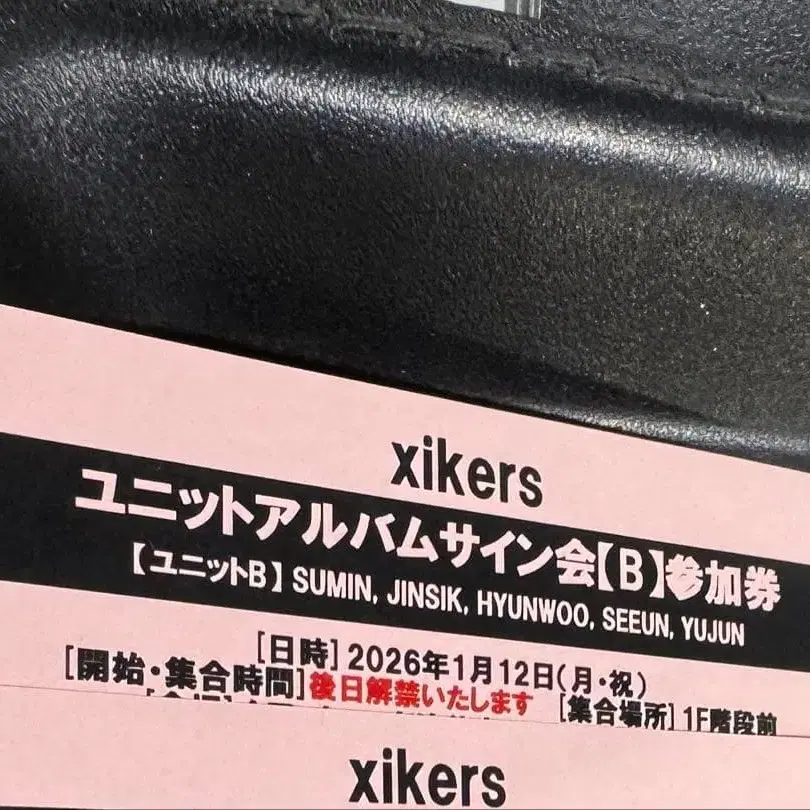 xikers
ユニットアルバムサイン会【B】参加券
【ユニットB】SUMIN, JINSIK, HYUNWOO, SEEUN, YUJUN
[日時] 2026年1月12日(月・祝)
[開始・集合時間]後日解禁いたします [集合場所] 1F階段前
xikers